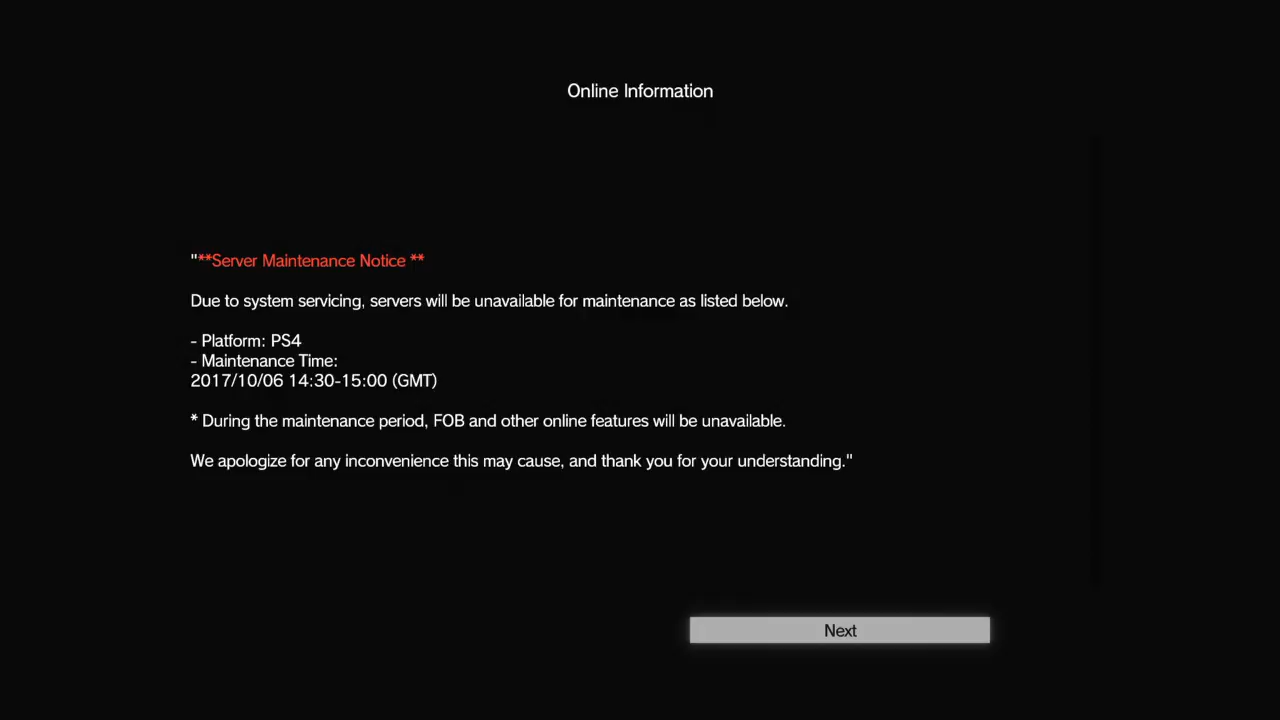 Online Information
"**Server Maintenance Notice **
Due to system servicing, servers will be unavailable for maintenance as listed below.
- Platform: PS4
- Maintenance Time:
2017/10/06 14:30-15:00 (GMT)
* During the maintenance period, FOB and other online features will be unavailable.
We apologize for any inconvenience this may cause, and thank you for your understanding."
Next